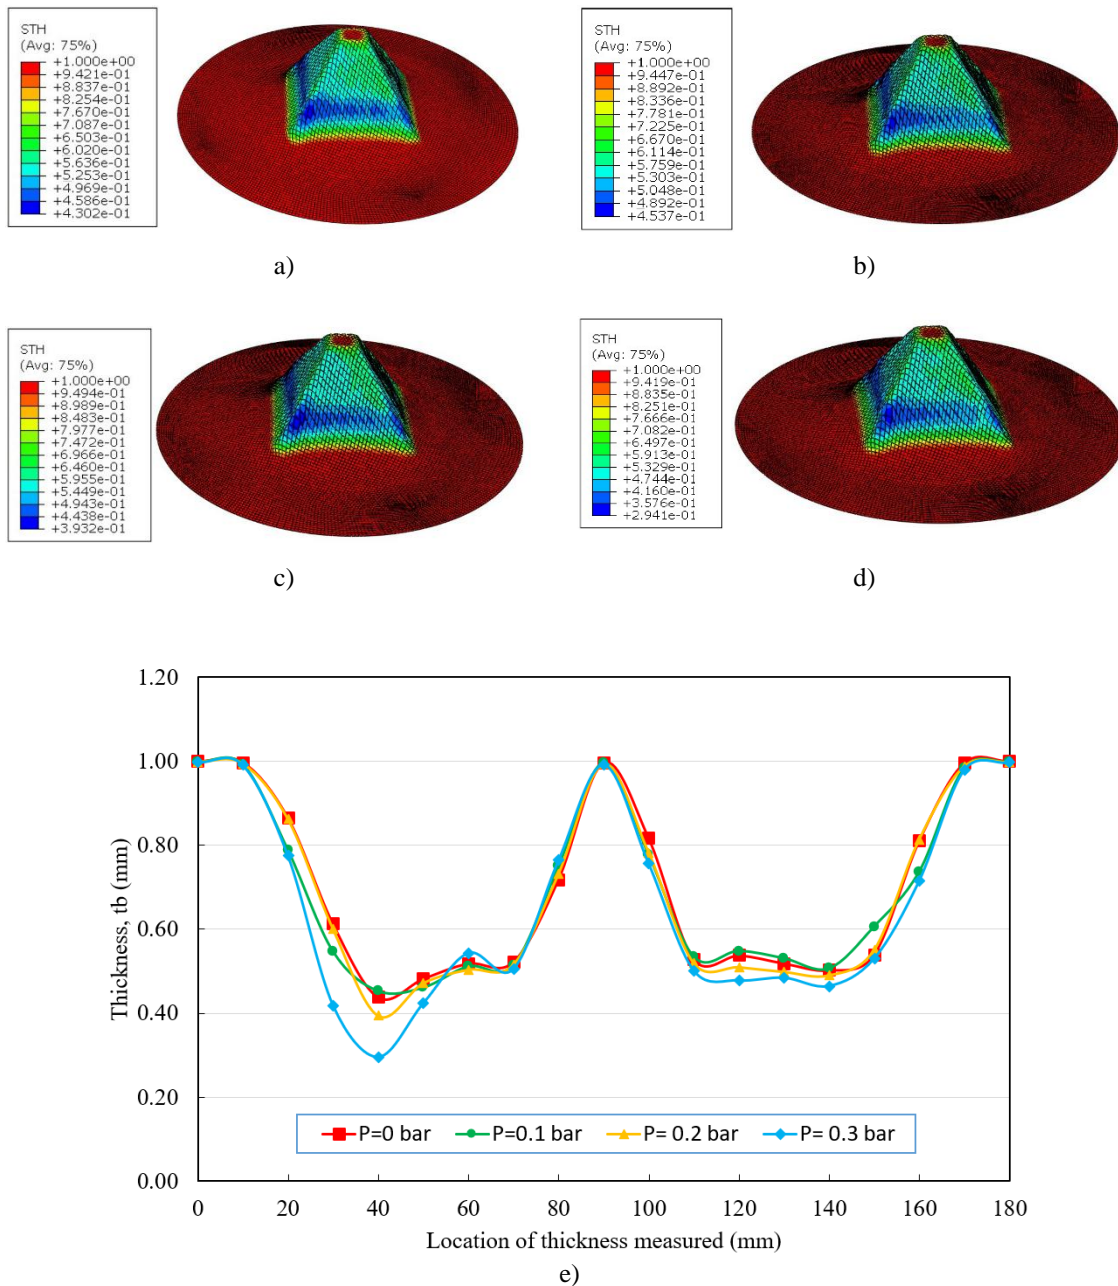 STH
(Avg: 75%)
+1.000e+00
+9.421e-01
+8.837e-01
+8.254e-01
+7.670e-01
+7.087e-01
+6.503e-01
+6.020e-01
+5.636e-01
+5.253e-01
+4.969e-01
+4.586e-01
+4.302e-01
a)
STH
(Avg: 75%)
+1.000e+00
+9.447e-01
+8.892e-01
+8.336e-01
+7.781e-01
+7.225e-01
+6.670e-01
+6.114e-01
+5.759e-01
+5.303e-01
+5.048e-01
+4.892e-01
+4.537e-01
b)
STH
(Avg: 75%)
+1.000e+00
+9.494e-01
+8.989e-01
+8.483e-01
+7.977e-01
+7.472e-01
+6.966e-01
+6.460e-01
+5.955e-01
+5.449e-01
+4.943e-01
+4.438e-01
+3.932e-01
c)
STH
(Avg: 75%)
+1.000e+00
+9.419e-01
+8.835e-01
+8.251e-01
+7.666e-01
+7.082e-01
+6.497e-01
+5.913e-01
+5.329e-01
+4.744e-01
+4.160e-01
+3.576e-01
+2.941e-01
d)
1.20
1.00
0.80
0.60
0.40
0.20
0.00
Thickness, tb (mm)
P=0 bar P=0.1 bar P= 0.2 bar P= 0.3 bar
0 20 40 60 80 100 120 140 160 180
Location of thickness measured (mm)
e)